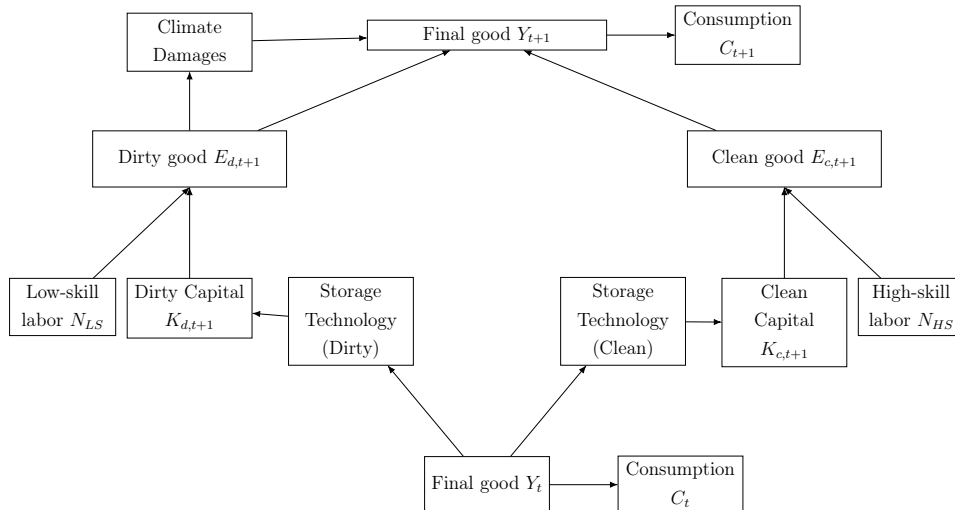 Climate
Damages
Final good $Y_{t+1}$
Consumption
$C_{t+1}$
Dirty good $E_{d,t+1}$
Clean good $E_{c,t+1}$
Low-skill
labor $N_{LS}$
Dirty Capital
$K_{d,t+1}$
Storage
Technology
(Dirty)
Storage
Technology
(Clean)
Clean
Capital
$K_{c,t+1}$
High-skill
labor $N_{HS}$
Final good $Y_t$
Consumption
$C_t$